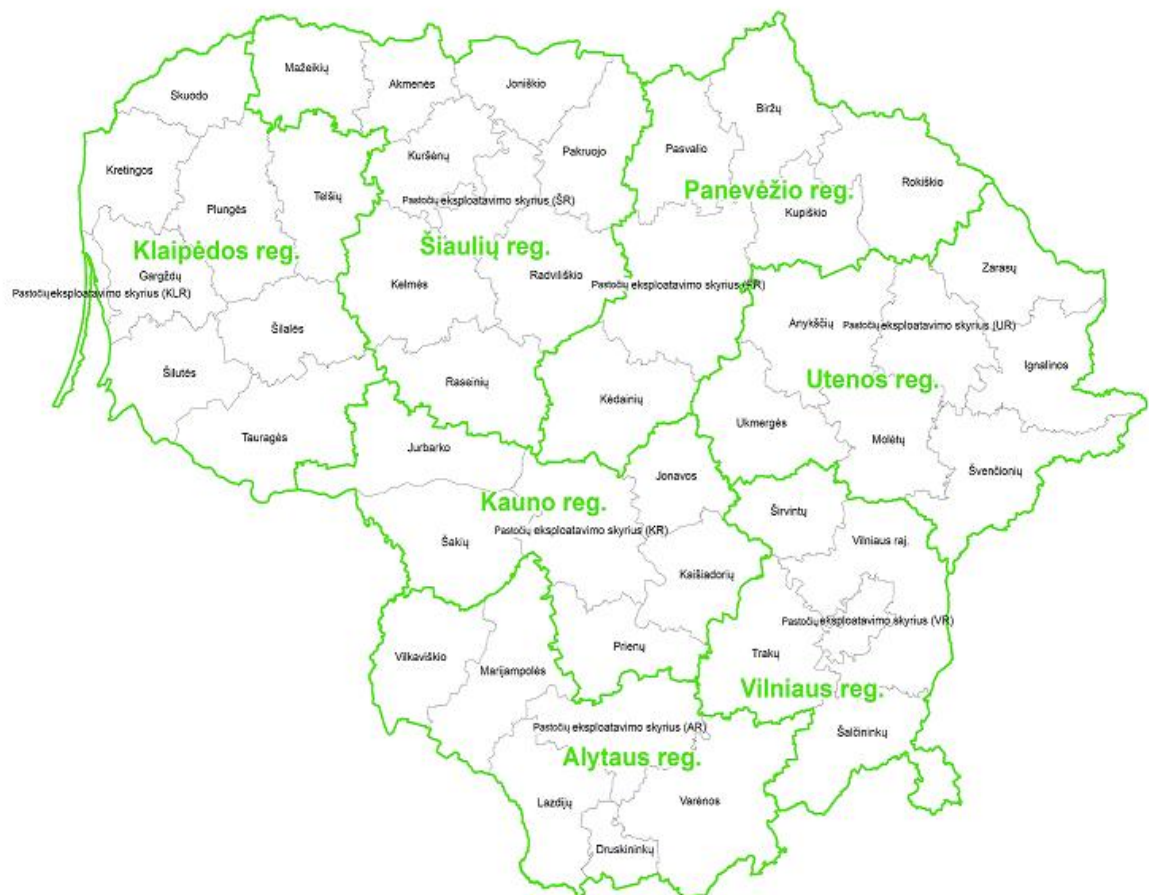 Mažeikių
Akmenės
Joniškio
Skuodo
Biržų
Pasvalio
Kuršėnų
Pakruojo
Kretingos
Rokiškio
Telšių
Panevėžio reg.
Pastočių eksploatavimo skyrius (ŠR)
Plungės
Kupiškio
Klaipėdos reg.
Šiaulių reg.
Zarasų
Gargždų
Radviliškio
Kelmės
Pastočių eksploatavimo skyrius (PR)
Pastočių eksploatavimo skyrius (KLR)
Anykščių
Pastočių eksploatavimo skyrius (UR)
Šilalės
Ignalinos
Šilutės
Raseinių
Utenos reg.
Kėdainių
Ukmergės
Tauragės
Molėtų
Jurbarko
Švenčionių
Jonavos
Kauno reg.
Širvintų
Pastočių eksploatavimo skyrius (KR)
Šakių
Vilniaus raj.
Kaišiadorių
Pastočių eksploatavimo skyrius (VR)
Prienų
Trakų
Vilkaviškio
Marijampolės
Vilniaus reg.
Pastočių eksploatavimo skyrius (AR)
Šalčininkų
Alytaus reg.
Lazdijų
Varėnos
Druskininkų